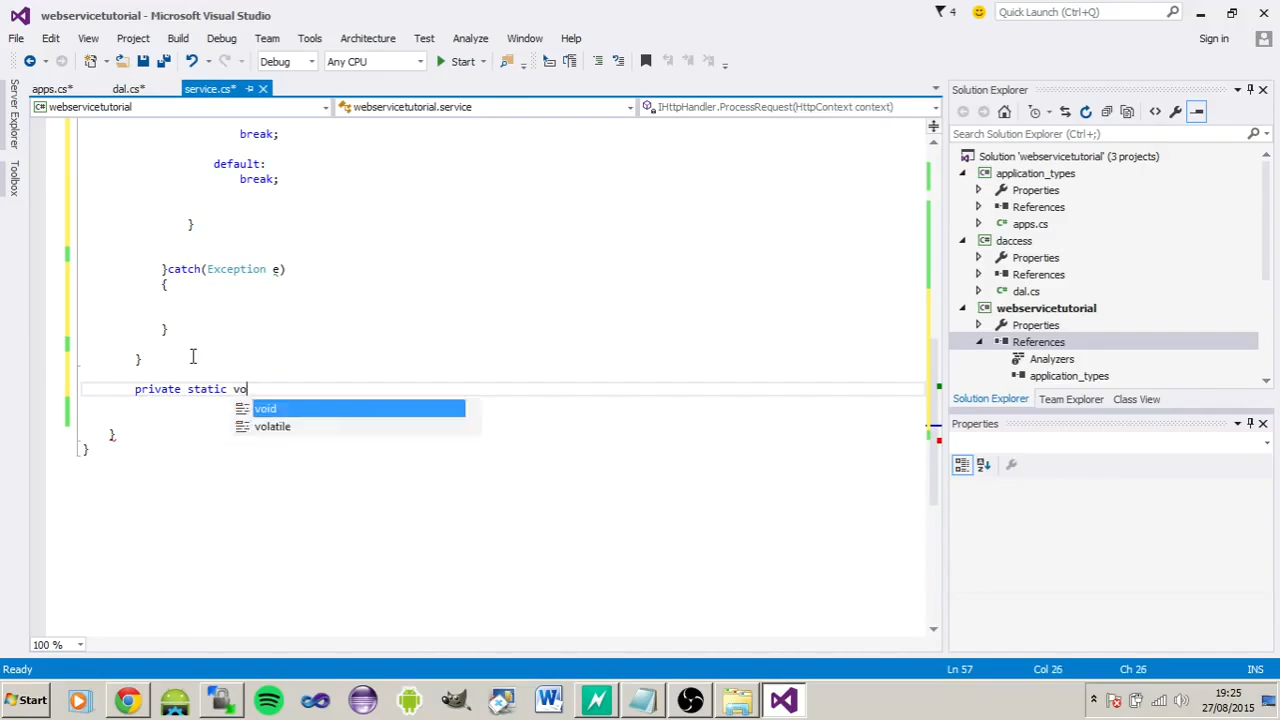 webservicetutorial - Microsoft Visual Studio
4
Quick Launch (Ctrl+Q)
File Edit View Project Build Debug Team Tools Architecture Test Analyze Window Help
Sign in
Debug Any CPU Start
apps.cs* dal.cs* service.cs*
webservicetutorial webservicetutorial.service IHttpHandler.ProcessRequest(HttpContext context)
Server Explorer
Toolbox
break;
default:
break;
}
}catch(Exception e)
{
}
}
private static vo
void
volatile
}
}
100 %
Solution Explorer
Search Solution Explorer (Ctrl+;)
Solution 'webservicetutorial' (3 projects)
application_types
Properties
References
apps.cs
daccess
Properties
References
dal.cs
webservicetutorial
Properties
References
Analyzers
application_types
Solution Explorer Team Explorer Class View
Properties
Ready Ln 57 Col 26 Ch 26 INS
Start
19:25
27/08/2015